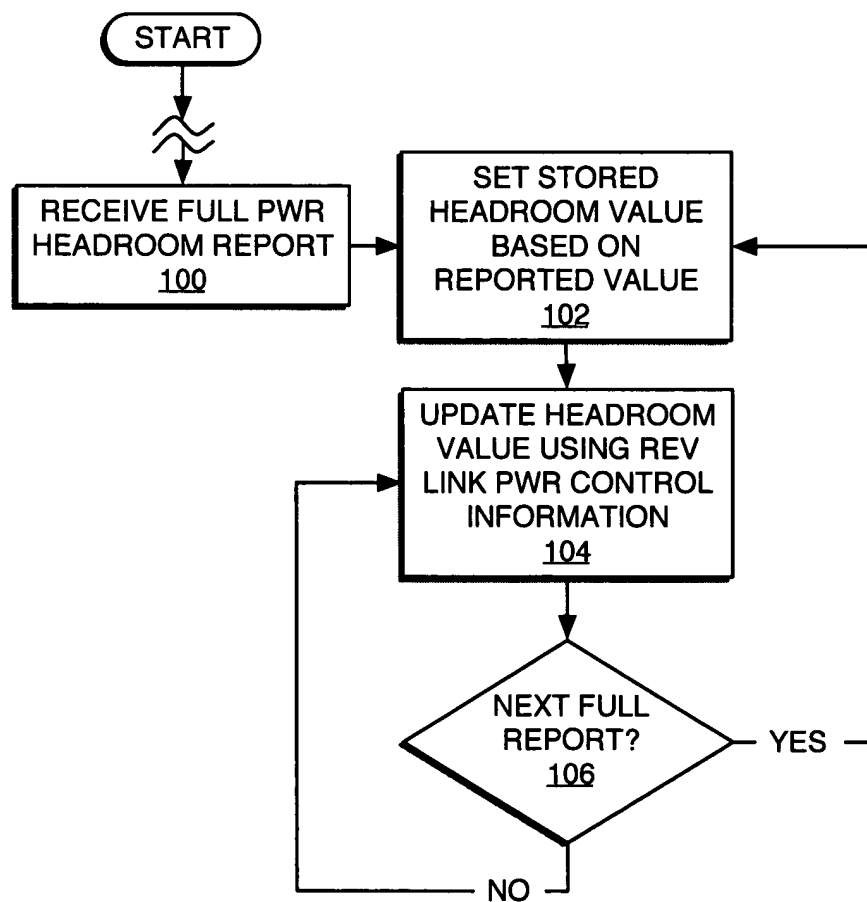 START
RECEIVE FULL PWR
HEADROOM REPORT
100
SET STORED
HEADROOM VALUE
BASED ON
REPORTED VALUE
102
UPDATE HEADROOM
VALUE USING REV
LINK PWR CONTROL
INFORMATION
104
NEXT FULL
REPORT?
106
YES
NO